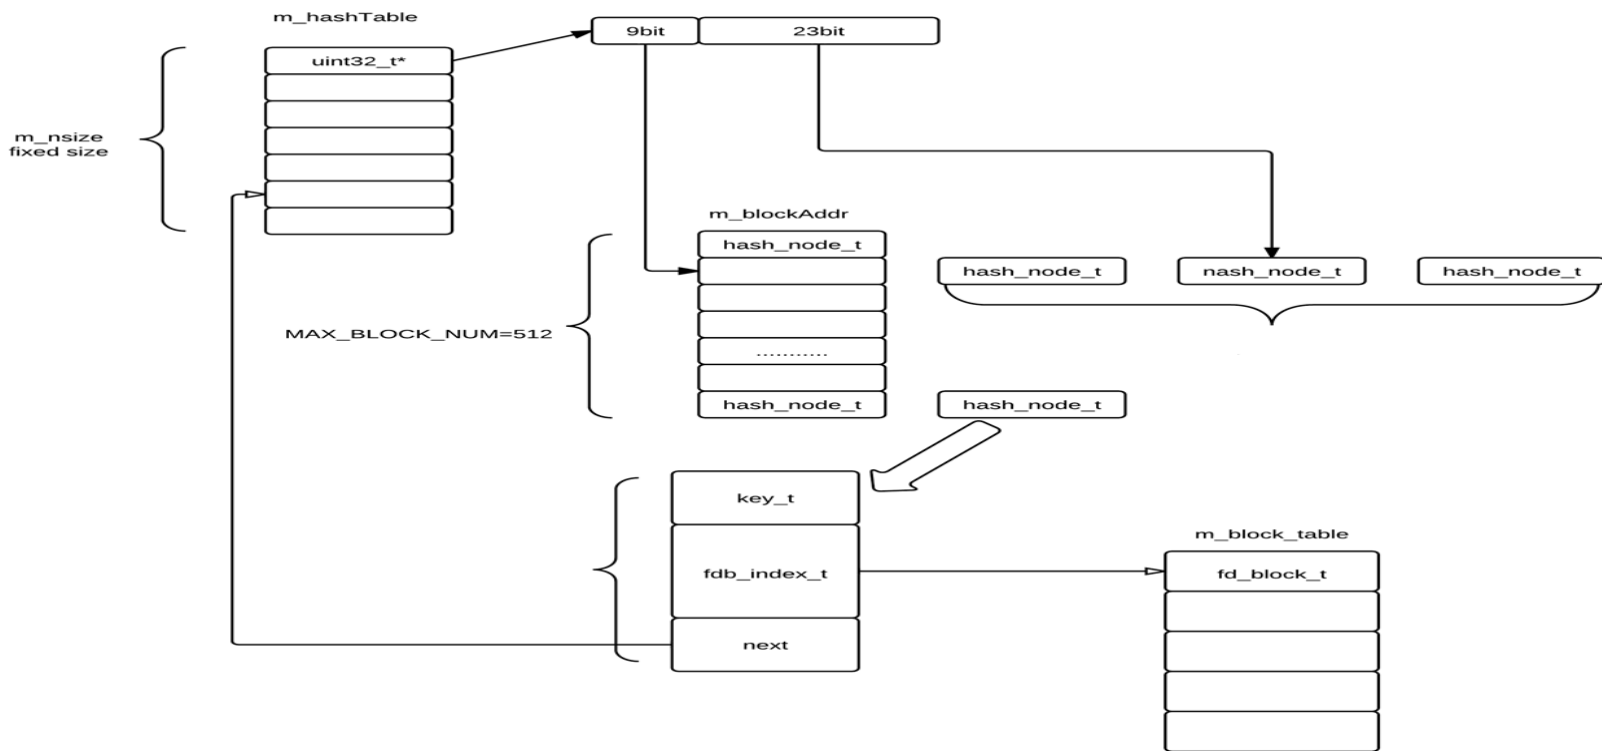 m_hashTable
9bit
23bit
uint32_t*
m_nsize
fixed size
m_blockAddr
hash_node_t
hash_node_t
nash_node_t
hash_node_t
MAX_BLOCK_NUM=512
...........
hash_node_t
hash_node_t
key_t
m_block_table
fdb_index_t
fd_block_t
next